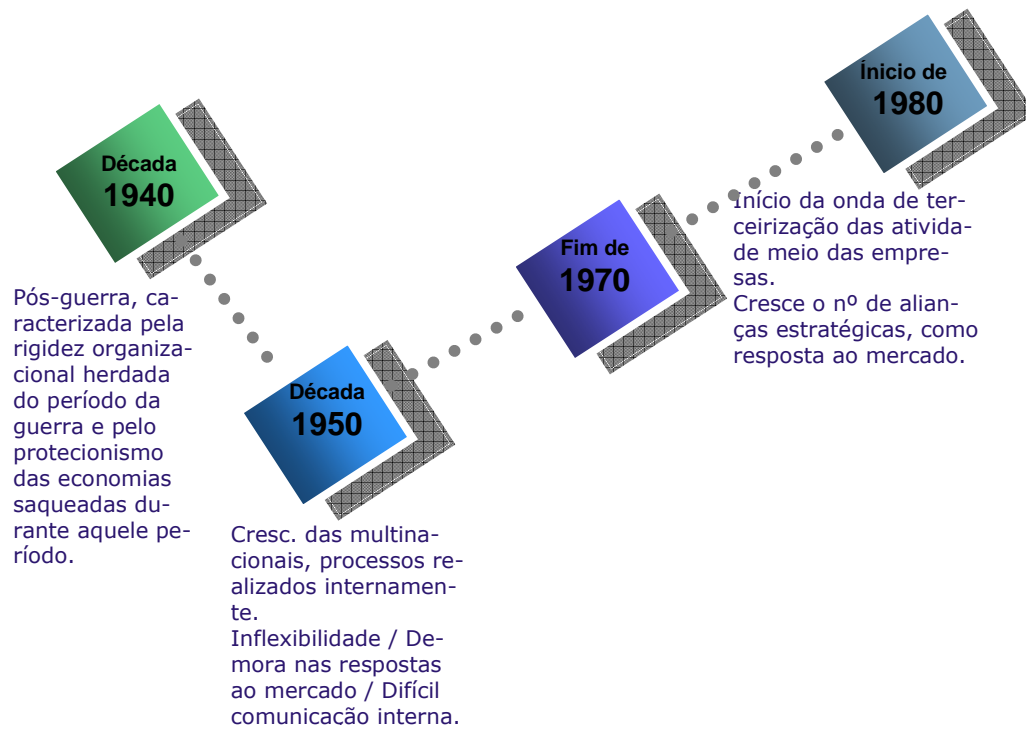 Década
1940
Pós-guerra, ca-
racterizada pela
rigidez organiza-
cional herdada
do período da
guerra e pelo
protecionismo
das economias
saqueadas du-
rante aquele pe-
ríodo.
Década
1950
Cresc. das multina-
cionais, processos re-
alizados internamen-
te.
Inflexibilidade / De-
mora nas respostas
ao mercado / Difícil
comunicação interna.
Fim de
1970
Ínicio de
1980
Início da onda de ter-
ceirização das ativida-
de meio das empre-
sas.
Cresce o nº de alian-
ças estratégicas, como
resposta ao mercado.